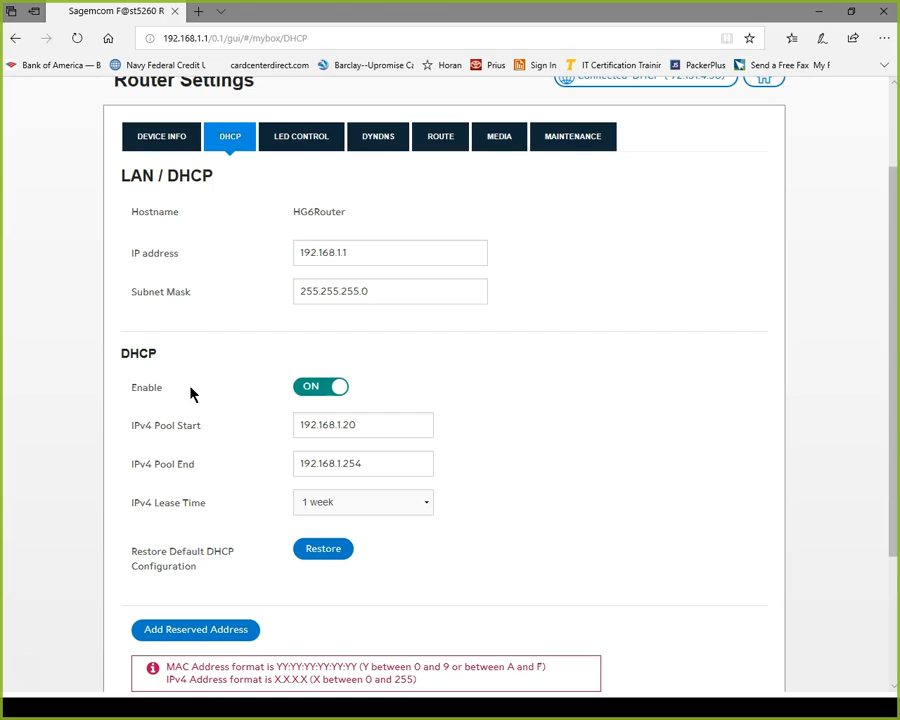 Sagemcom F@st5260 R
192.168.1.1/0.1/gui/#/mybox/DHCP
Bank of America — B
Navy Federal Credit U
cardcenterdirect.com
Barclay--Upromise Ca
Horan
Prius
Sign In
IT Certification Trainir
PackerPlus
Send a Free Fax
My F
Router Settings
DEVICE INFO
DHCP
LED CONTROL
DYNDNS
ROUTE
MEDIA
MAINTENANCE
LAN / DHCP
Hostname
HG6Router
IP address
192.168.1.1
Subnet Mask
255.255.255.0
DHCP
Enable
ON
IPv4 Pool Start
192.168.1.20
IPv4 Pool End
192.168.1.254
IPv4 Lease Time
1 week
Restore Default DHCP
Configuration
Restore
Add Reserved Address
MAC Address format is YY:YY:YY:YY:YY:YY (Y between 0 and 9 or between A and F)
IPv4 Address format is X.X.X.X (X between 0 and 255)